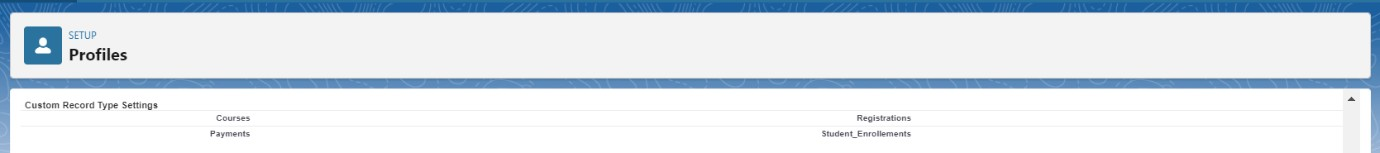 SETUP
Profiles
Custom Record Type Settings
Courses Registrations
Payments Student_Enrollements